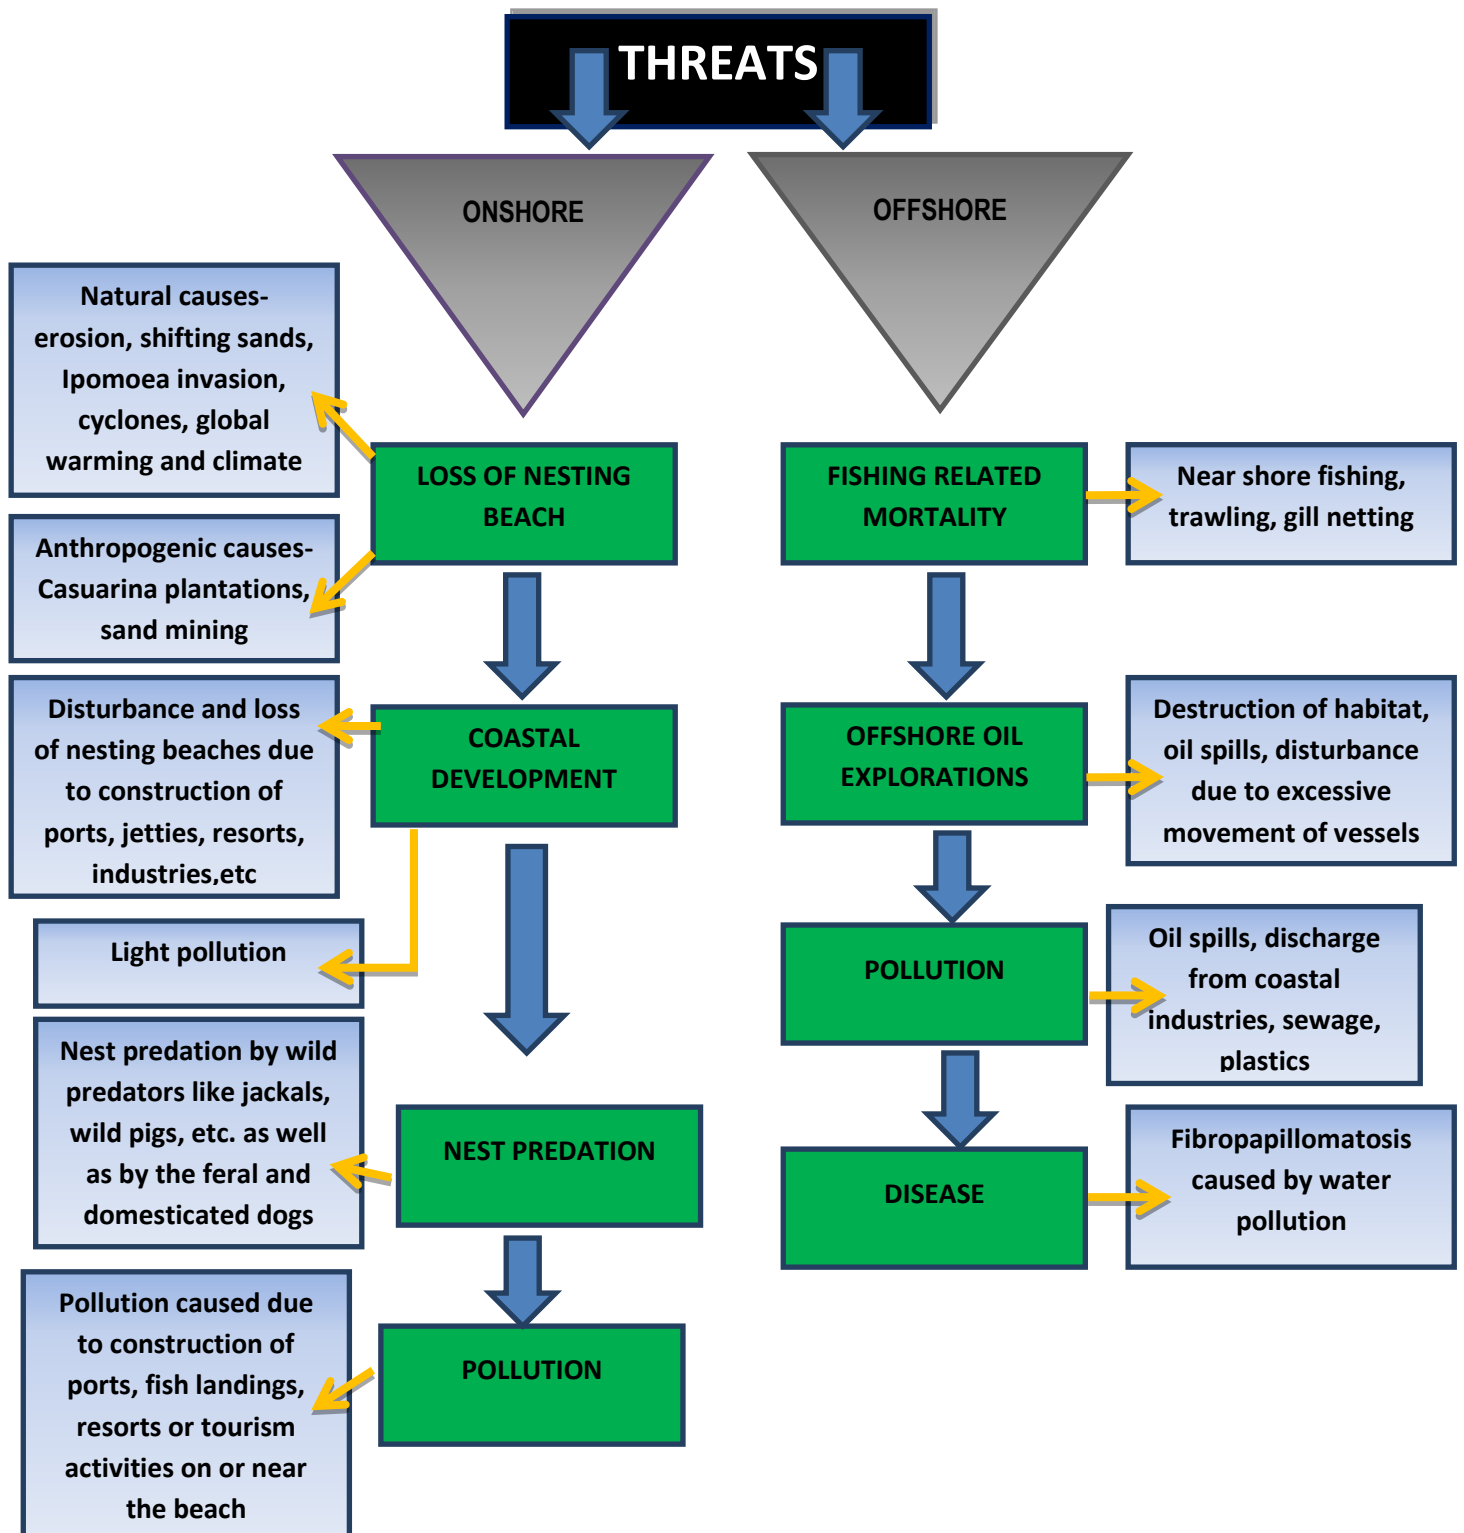 THREATS
ONSHORE
OFFSHORE
Natural causes-
erosion, shifting sands,
Ipomoea invasion,
cyclones, global
warming and climate
LOSS OF NESTING
BEACH
Anthropogenic causes-
Casuarina plantations,
sand mining
Disturbance and loss
of nesting beaches due
to construction of
ports, jetties, resorts,
industries,etc
COASTAL
DEVELOPMENT
Light pollution
Nest predation by wild
predators like jackals,
wild pigs, etc. as well
as by the feral and
domesticated dogs
NEST PREDATION
Pollution caused due
to construction of
ports, fish landings,
resorts or tourism
activities on or near
the beach
POLLUTION
FISHING RELATED
MORTALITY
Near shore fishing,
trawling, gill netting
OFFSHORE OIL
EXPLORATIONS
Destruction of habitat,
oil spills, disturbance
due to excessive
movement of vessels
POLLUTION
Oil spills, discharge
from coastal
industries, sewage,
plastics
DISEASE
Fibropapillomatosis
caused by water
pollution